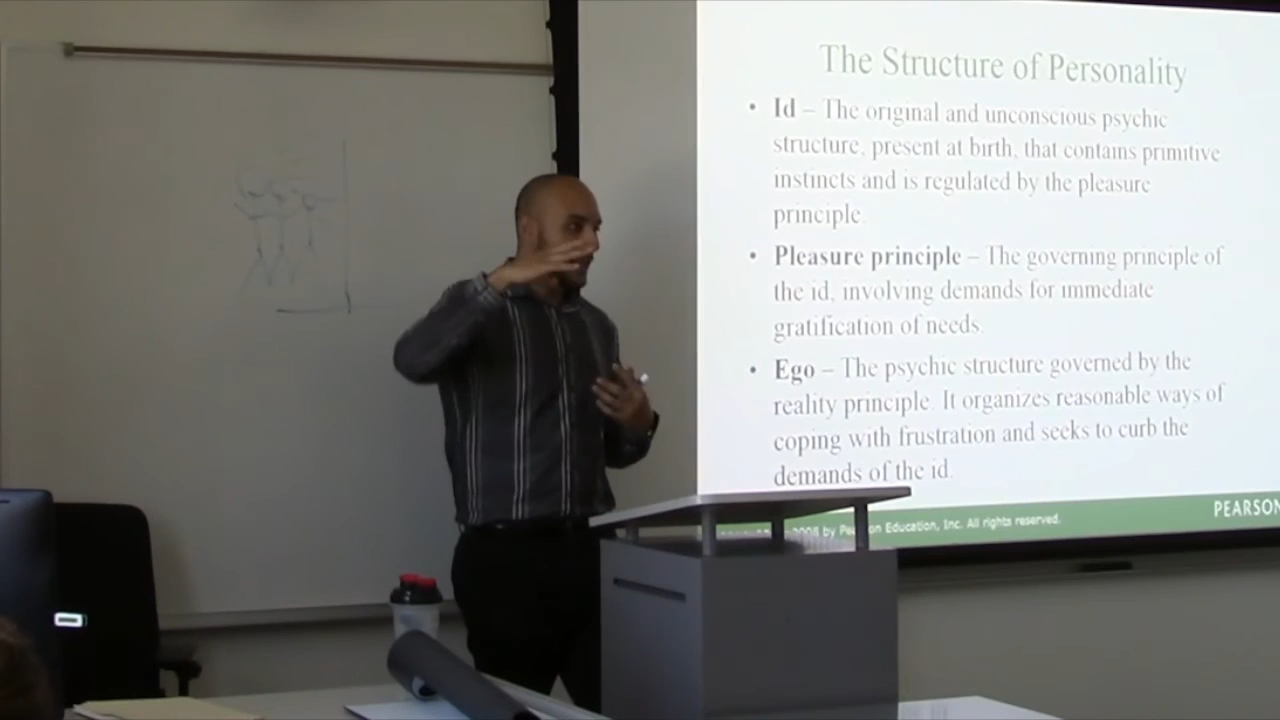 The Structure of Personality
• Id – The original and unconscious psychic
structure, present at birth, that contains primitive
instincts and is regulated by the pleasure
principle.
• Pleasure principle – The governing principle of
the id, involving demands for immediate
gratification of needs.
• Ego – The psychic structure governed by the
reality principle. It organizes reasonable ways of
coping with frustration and seeks to curb the
demands of the id.
by Pearson Education, Inc. All rights reserved.
PEARSON